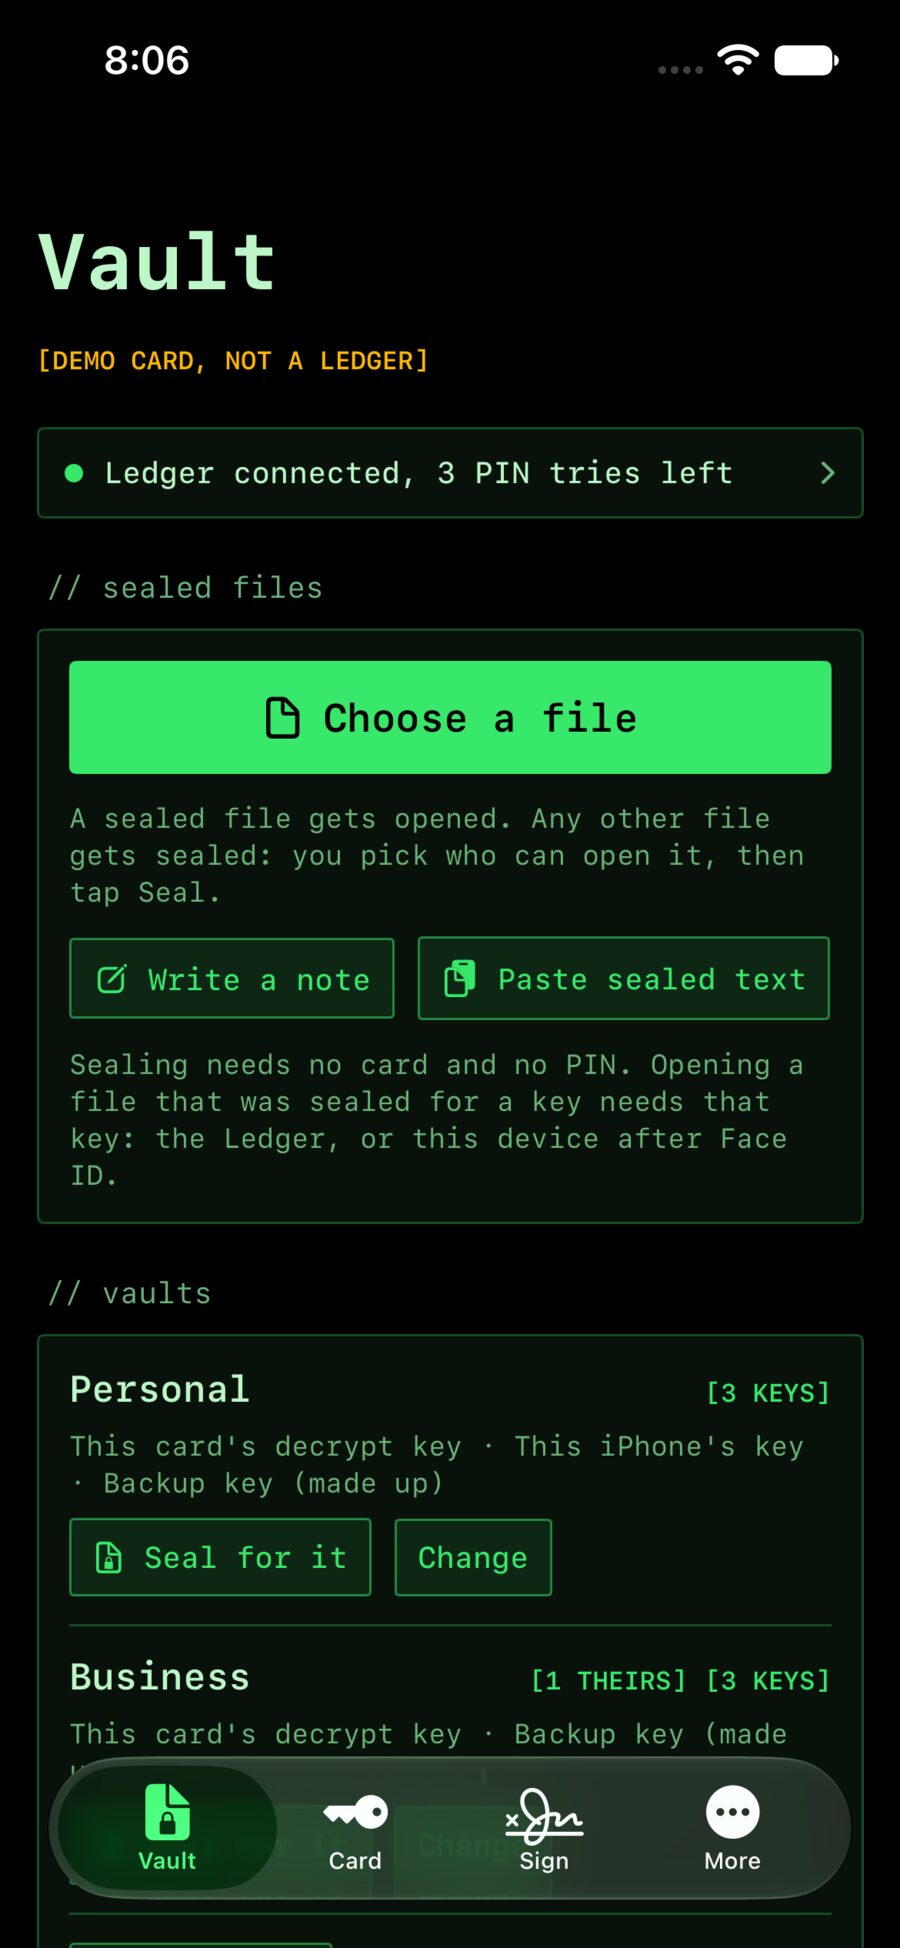 8:06
Vault
[DEMO CARD, NOT A LEDGER]
Ledger connected, 3 PIN tries left
// sealed files
Choose a file
A sealed file gets opened. Any other file
gets sealed: you pick who can open it, then
tap Seal.
Write a note
Paste sealed text
Sealing needs no card and no PIN. Opening a
file that was sealed for a key needs that
key: the Ledger, or this device after Face
ID.
// vaults
Personal [3 KEYS]
This card's decrypt key · This iPhone's key
· Backup key (made up)
Seal for it
Change
Business [1 THEIRS] [3 KEYS]
This card's decrypt key · Backup key (made
Vault
Card
Sign
More